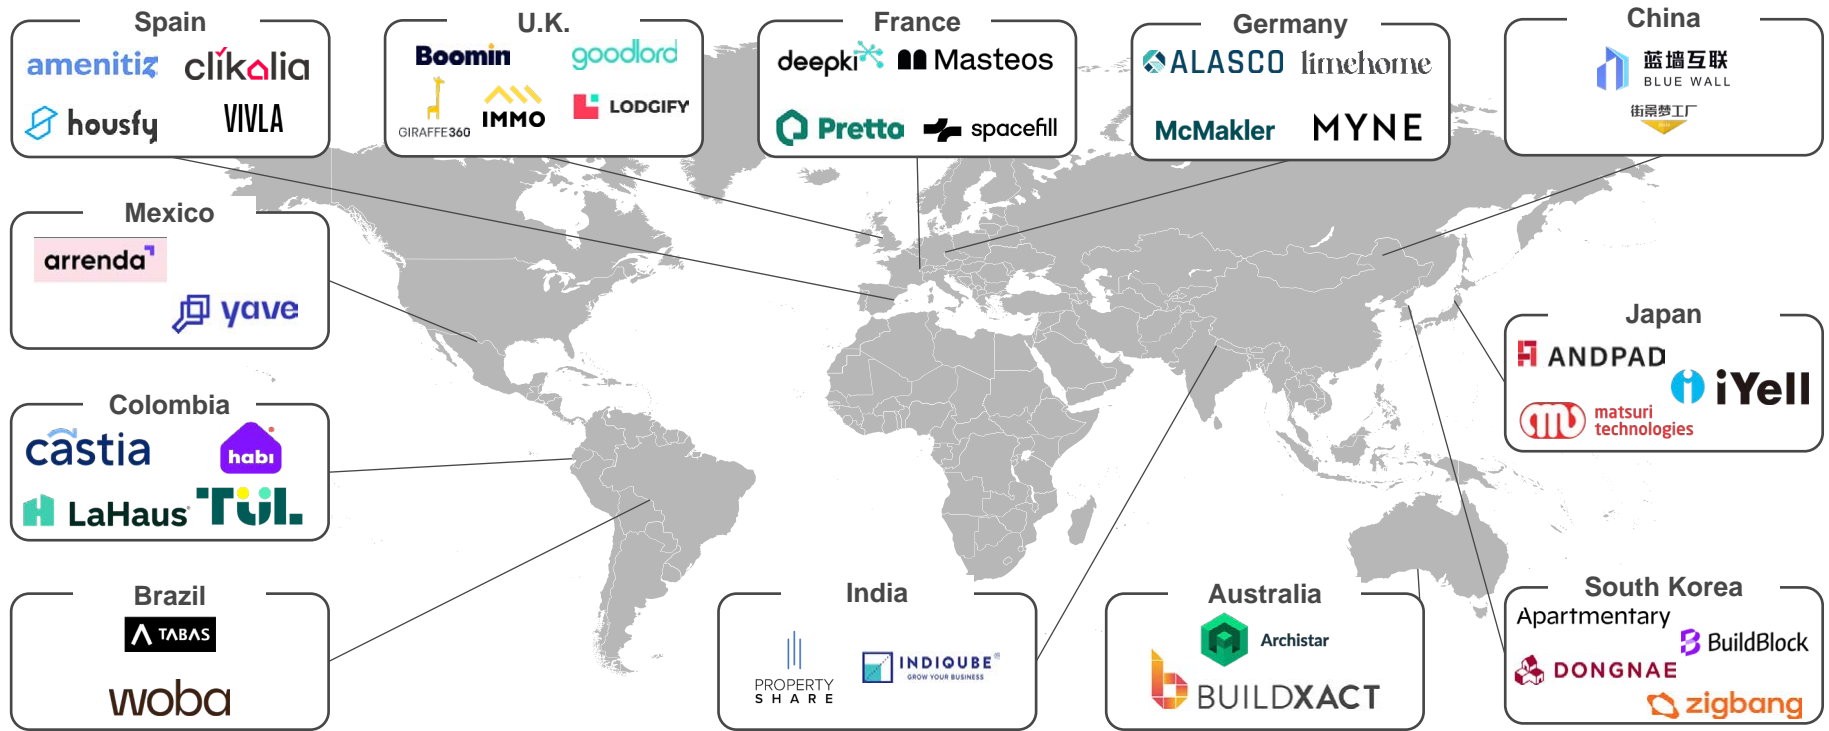 Spain
amenitiz
clikalia
housfy
VIVLA
U.K.
Boomin
goodlord
GIRAFFE360
IMMO
LODGIFY
France
deepki
Masteos
Pretto
spacefill
Germany
ALASCO
limehome
McMakler
MYNE
China
蓝墙互联
BLUE WALL
街景梦工厂
Mexico
arrenda
yave
Japan
ANDPAD
iYell
matsuri
technologies
Colombia
castia
habi
LaHaus
TÜL.
Brazil
TABAS
woba
India
PROPERTY
SHARE
INDIQUBE
GROW YOUR BUSINESS
Australia
Archistar
BUILDXACT
South Korea
Apartmentary
BuildBlock
DONGNAE
zigbang